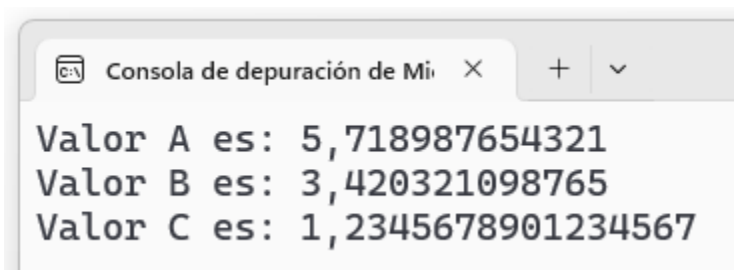 Consola de depuración de Mi
Valor A es: 5,718987654321
Valor B es: 3,420321098765
Valor C es: 1,2345678901234567